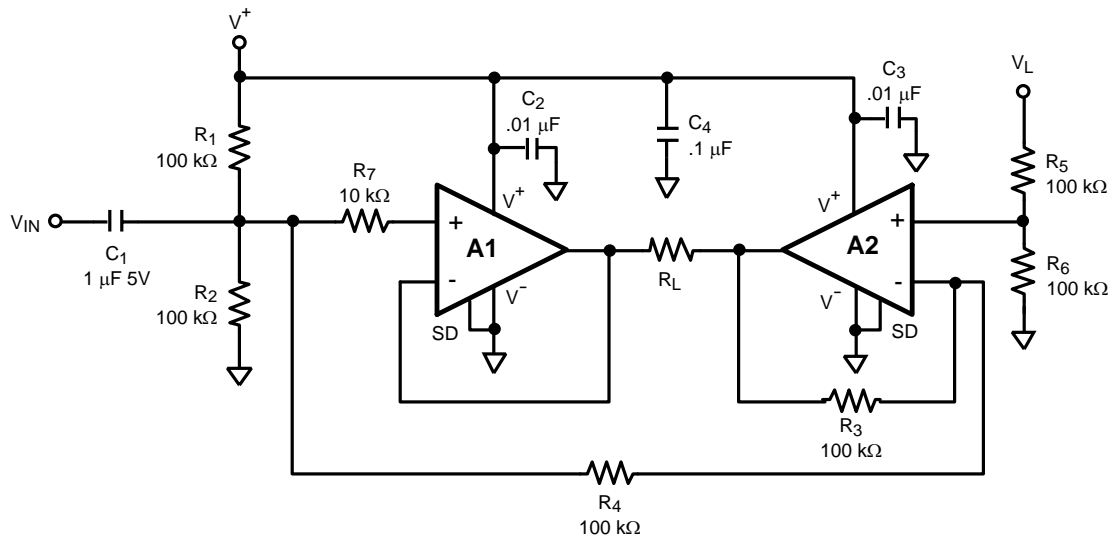 V+
C3
.01 μF
VL
C2
.01 μF
C4
.1 μF
R1
100 kΩ
R5
100 kΩ
R7
10 kΩ
V+
V+
VIN
+
A1
A2
+
C1
1 μF 5V
RL
R6
100 kΩ
R2
100 kΩ
-
V-
V-
-
SD
SD
R3
100 kΩ
R4
100 kΩ